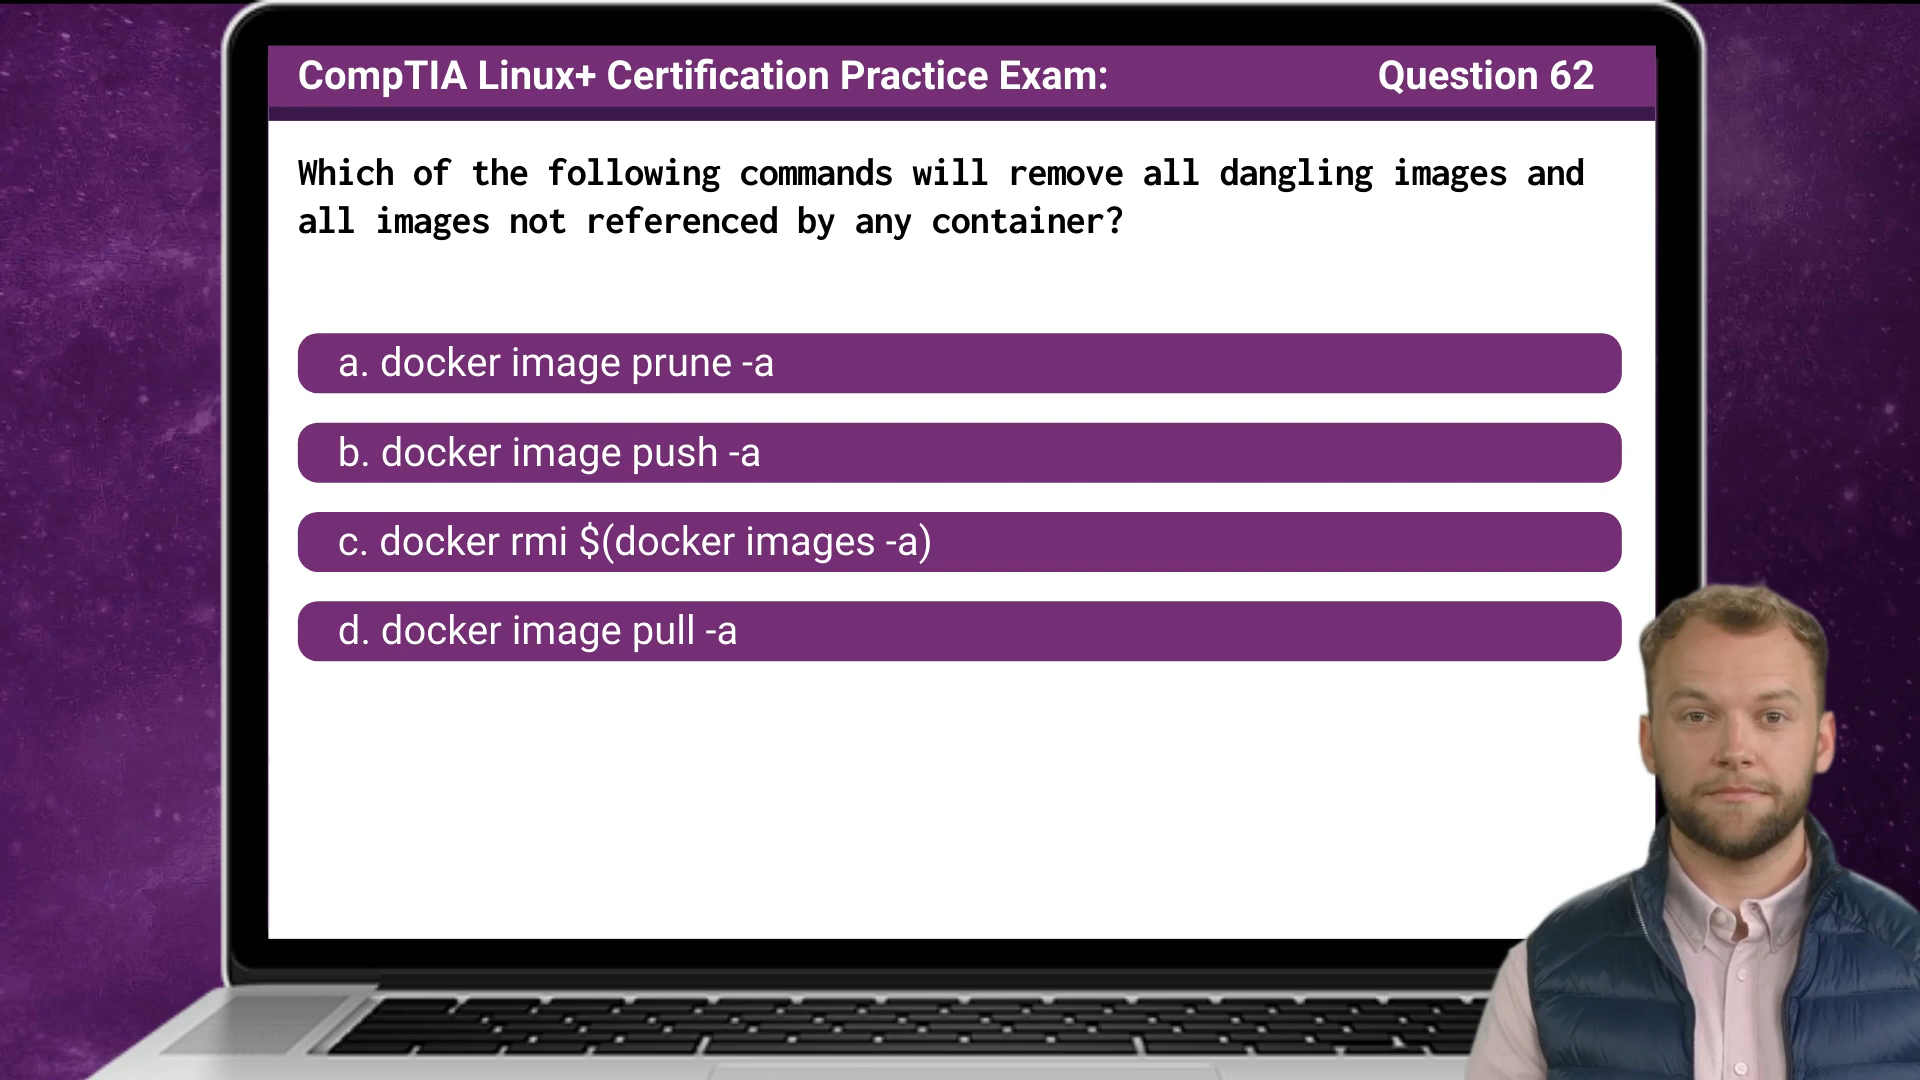 CompTIA Linux+ Certification Practice Exam:
Question 62
Which of the following commands will remove all dangling images and
all images not referenced by any container?
a. docker image prune -a
b. docker image push -a
c. docker rmi $(docker images -a)
d. docker image pull -a